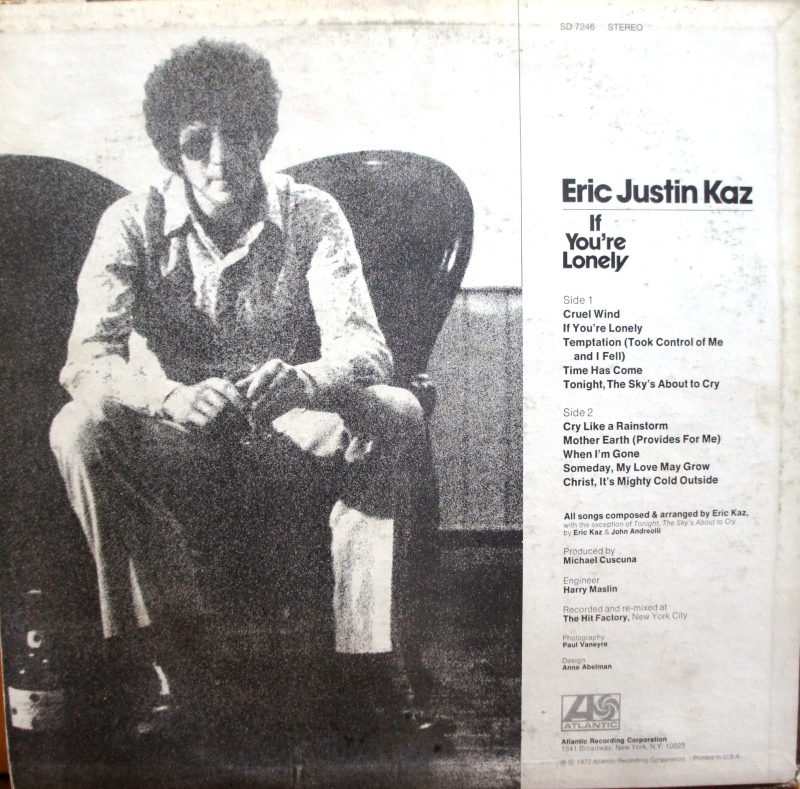 SD 7246 STEREO
Eric Justin Kaz
If
You're
Lonely
Side 1
Cruel Wind
If You're Lonely
Temptation (Took Control of Me
and I Fell)
Time Has Come
Tonight, The Sky's About to Cry
Side 2
Cry Like a Rainstorm
Mother Earth (Provides For Me)
When I'm Gone
Someday, My Love May Grow
Christ, It's Mighty Cold Outside
All songs composed & arranged by Eric Kaz,
with the exception of Tonight, The Sky's About to Cry
by Eric Kaz & John Andreolli
Produced by
Michael Cuscuna
Engineer
Harry Maslin
Recorded and re-mixed at
The Hit Factory, New York City
Photography
Paul Vaneyre
Design
Anne Abelman
ATLANTIC
Atlantic Recording Corporation
1841 Broadway, New York, N.Y. 10023
℗ © 1972 Atlantic Recording Corporation Printed in U.S.A.